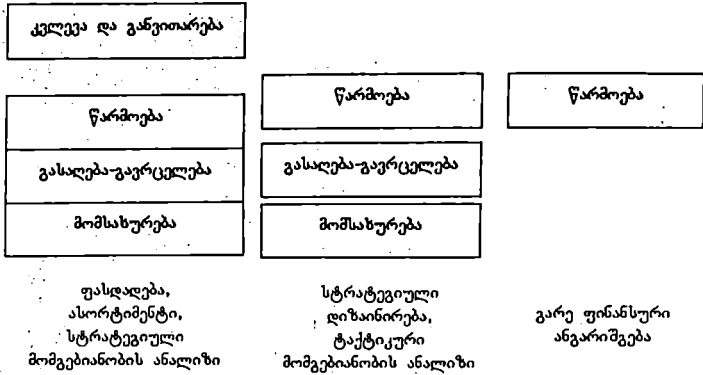 კვლევა და განვითარება
წარმოება
გასაღება-გავრცელება
მომსახურება
ფასდადება,
ასორტიმენტი,
სტრატეგიული
მომგებიანობის ანალიზი
წარმოება
გასაღება-გავრცელება
მომსახურება
სტრატეგიული
დიზაინირება,
ტაქტიკური
მომგებიანობის ანალიზი
წარმოება
გარე ფინანსური
ანგარიშგება